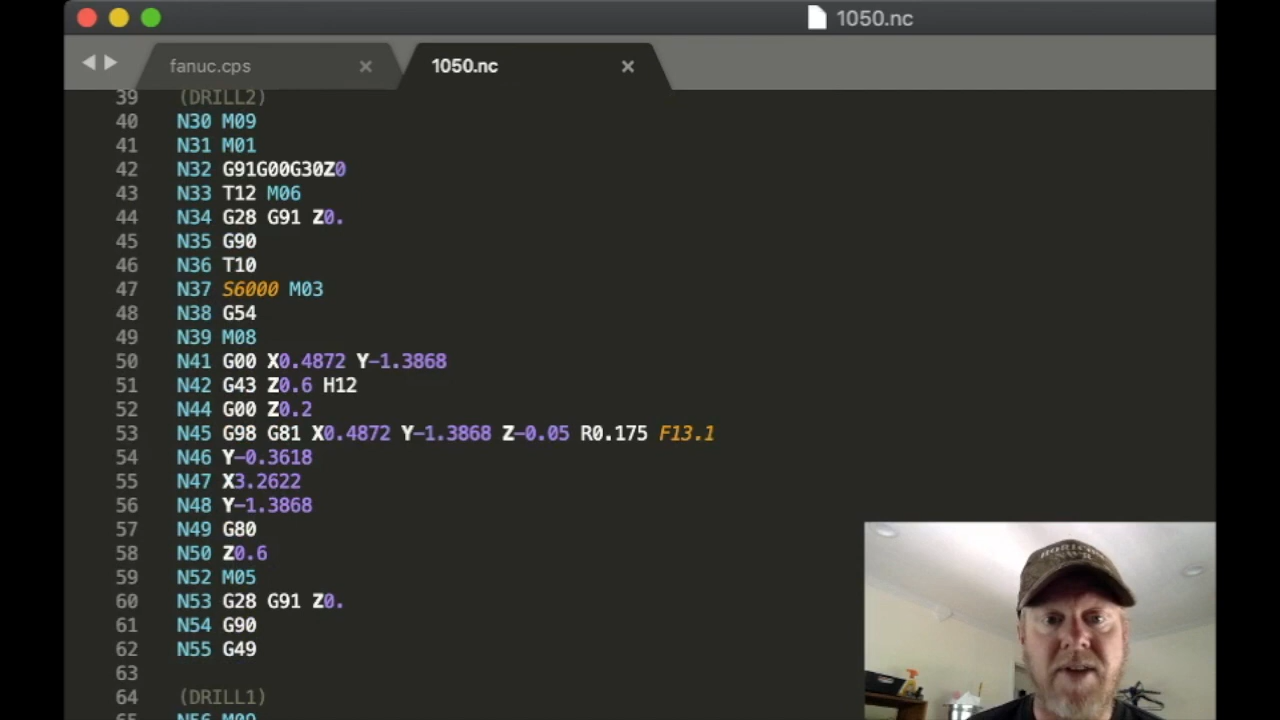 1050.nc
fanuc.cps
1050.nc
39 (DRILL2)
40 N30 M09
41 N31 M01
42 N32 G91G00G30Z0
43 N33 T12 M06
44 N34 G28 G91 Z0.
45 N35 G90
46 N36 T10
47 N37 S6000 M03
48 N38 G54
49 N39 M08
50 N41 G00 X0.4872 Y-1.3868
51 N42 G43 Z0.6 H12
52 N44 G00 Z0.2
53 N45 G98 G81 X0.4872 Y-1.3868 Z-0.05 R0.175 F13.1
54 N46 Y-0.3618
55 N47 X3.2622
56 N48 Y-1.3868
57 N49 G80
58 N50 Z0.6
59 N52 M05
60 N53 G28 G91 Z0.
61 N54 G90
62 N55 G49
63
64 (DRILL1)
65 N56 M09